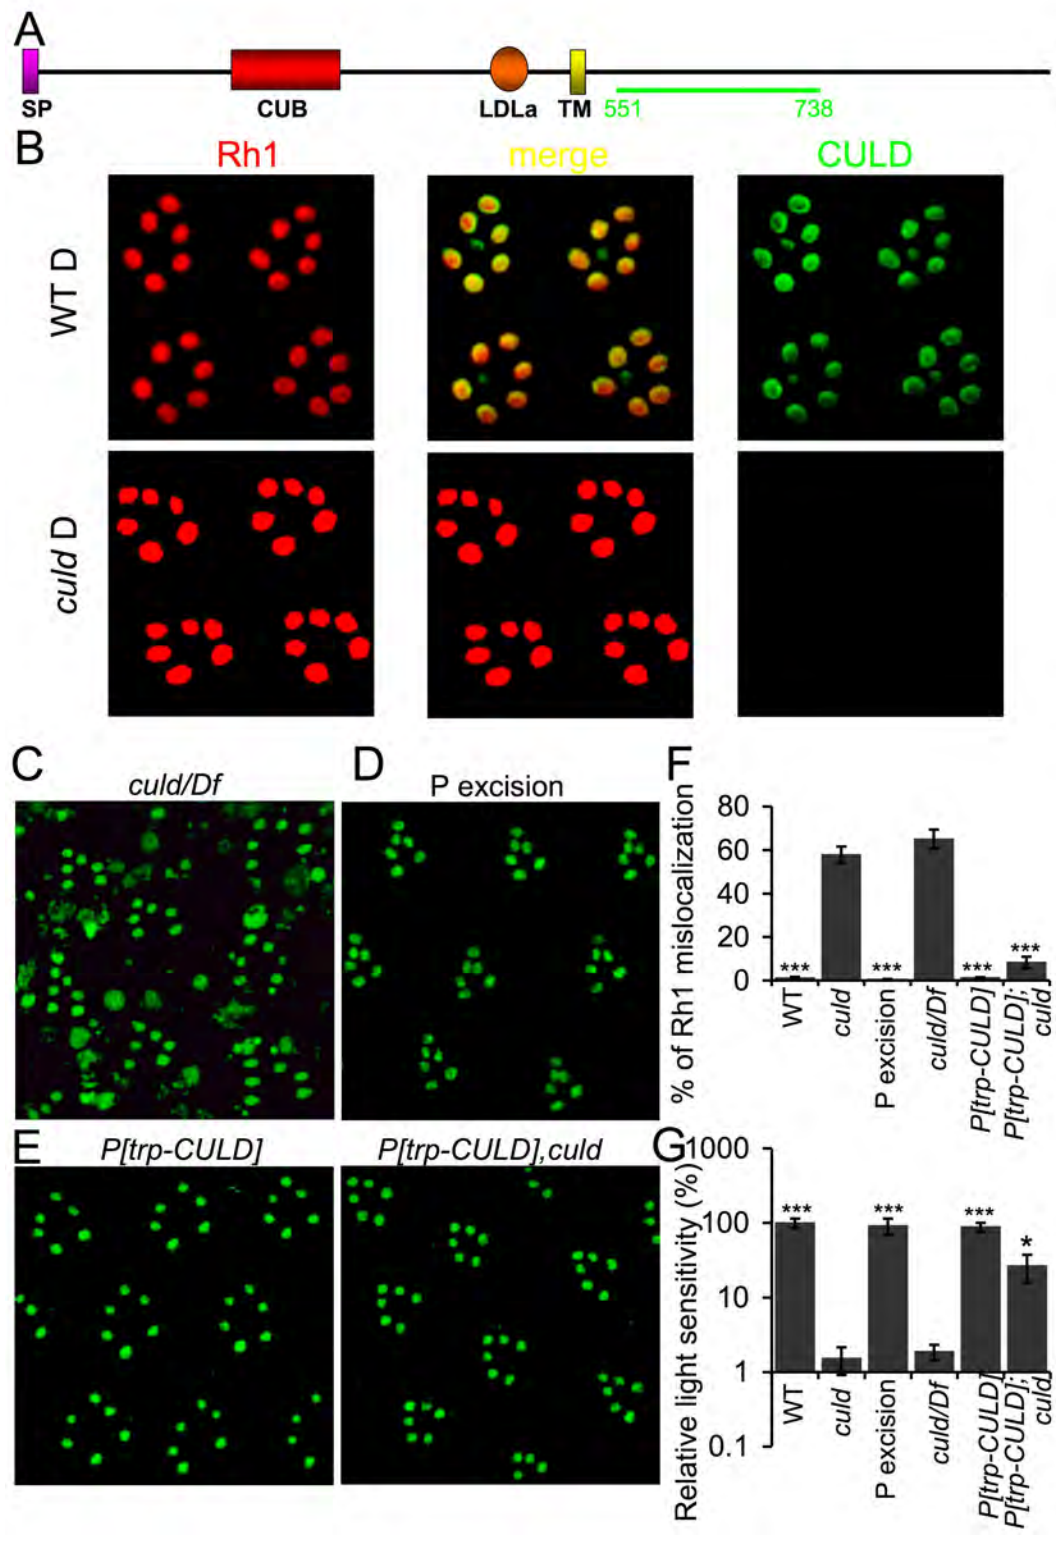 A
SP
CUB
LDLa
TM
551
738
B
Rh1
merge
CULD
WT D
culd D
C
culd/Df
D
P excision
E
P[trp-CULD]
P[trp-CULD],culd
F
% of Rh1 mislocalization
80
60
40
20
0
***
***
***
***
WT
culd
P excision
culd/Df
P[trp-CULD]
P[trp-CULD];
culd
G
Relative light sensitivity (%)
1000
100
10
1
0.1
***
***
***
*
WT
culd
P excision
culd/Df
P[trp-CULD]
P[trp-CULD];
culd